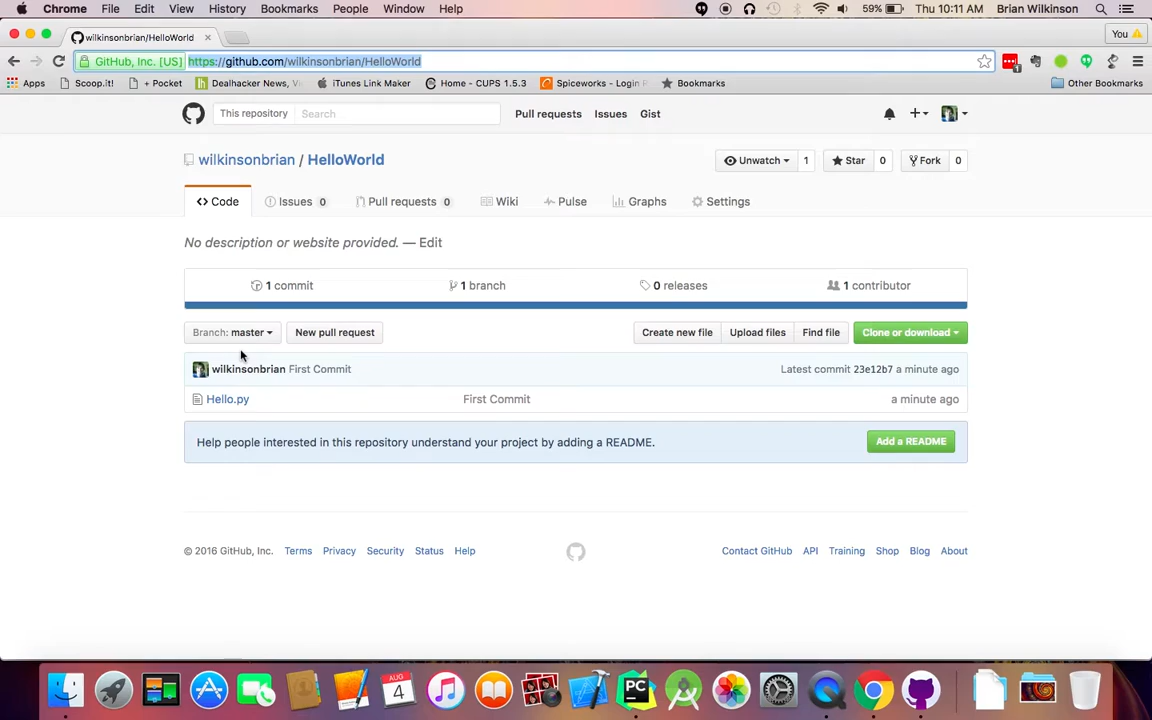 Chrome File Edit View History Bookmarks People Window Help 59% Thu 10:11 AM Brian Wilkinson
wilkinsonbrian/HelloWorld You
GitHub, Inc. [US] https://github.com/wilkinsonbrian/HelloWorld 1
Apps Scoop.it! + Pocket Dealhacker News, Vi iTunes Link Maker Home - CUPS 1.5.3 Spiceworks - Login Bookmarks Other Bookmarks
This repository Search Pull requests Issues Gist
wilkinsonbrian / HelloWorld Unwatch 1 Star 0 Fork 0
Code Issues 0 Pull requests 0 Wiki Pulse Graphs Settings
No description or website provided. — Edit
1 commit 1 branch 0 releases 1 contributor
Branch: master New pull request Create new file Upload files Find file Clone or download
wilkinsonbrian First Commit Latest commit 23e12b7 a minute ago
Hello.py First Commit a minute ago
Help people interested in this repository understand your project by adding a README. Add a README
© 2016 GitHub, Inc. Terms Privacy Security Status Help Contact GitHub API Training Shop Blog About
AUG
4
PC